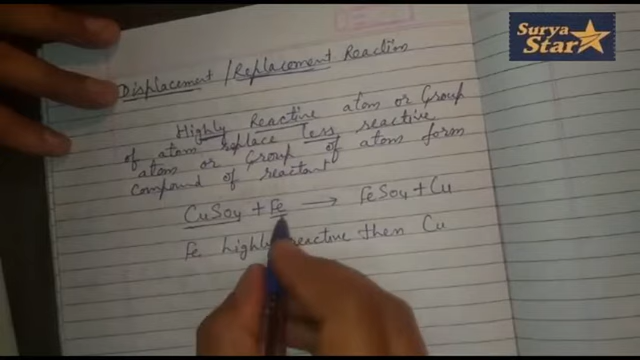 Surya
Star
Displacement / Replacement Reaction
Highly Reactive atom or Group
of atom replace less reactive
atom or Group of atom form
Compound of reactant
CuSO4 + Fe → FeSO4 + Cu
Fe highly reactive then Cu